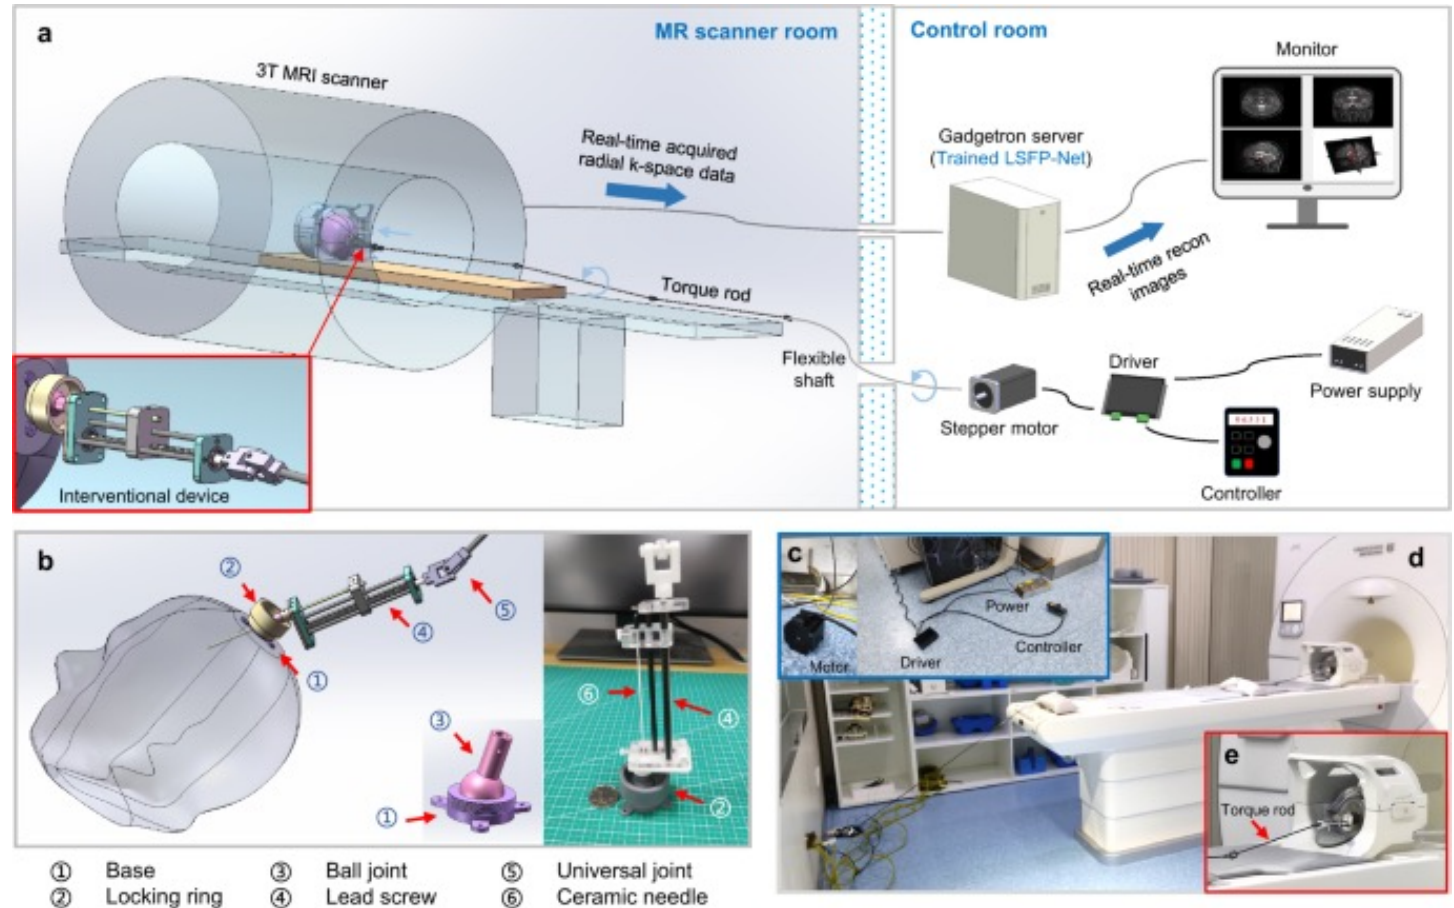 a
MR scanner room
Control room
3T MRI scanner
Monitor
Real-time acquired
radial k-space data
Gadgetron server
(Trained LSFP-Net)
Real-time recon
images
Torque rod
Flexible
shaft
Driver
Power supply
Stepper motor
Controller
Interventional device
b
②
⑤
④
①
③
①
⑥
④
②
c
d
Power
Controller
Motor
Driver
e
Torque rod
① Base ③ Ball joint ⑤ Universal joint
② Locking ring ④ Lead screw ⑥ Ceramic needle